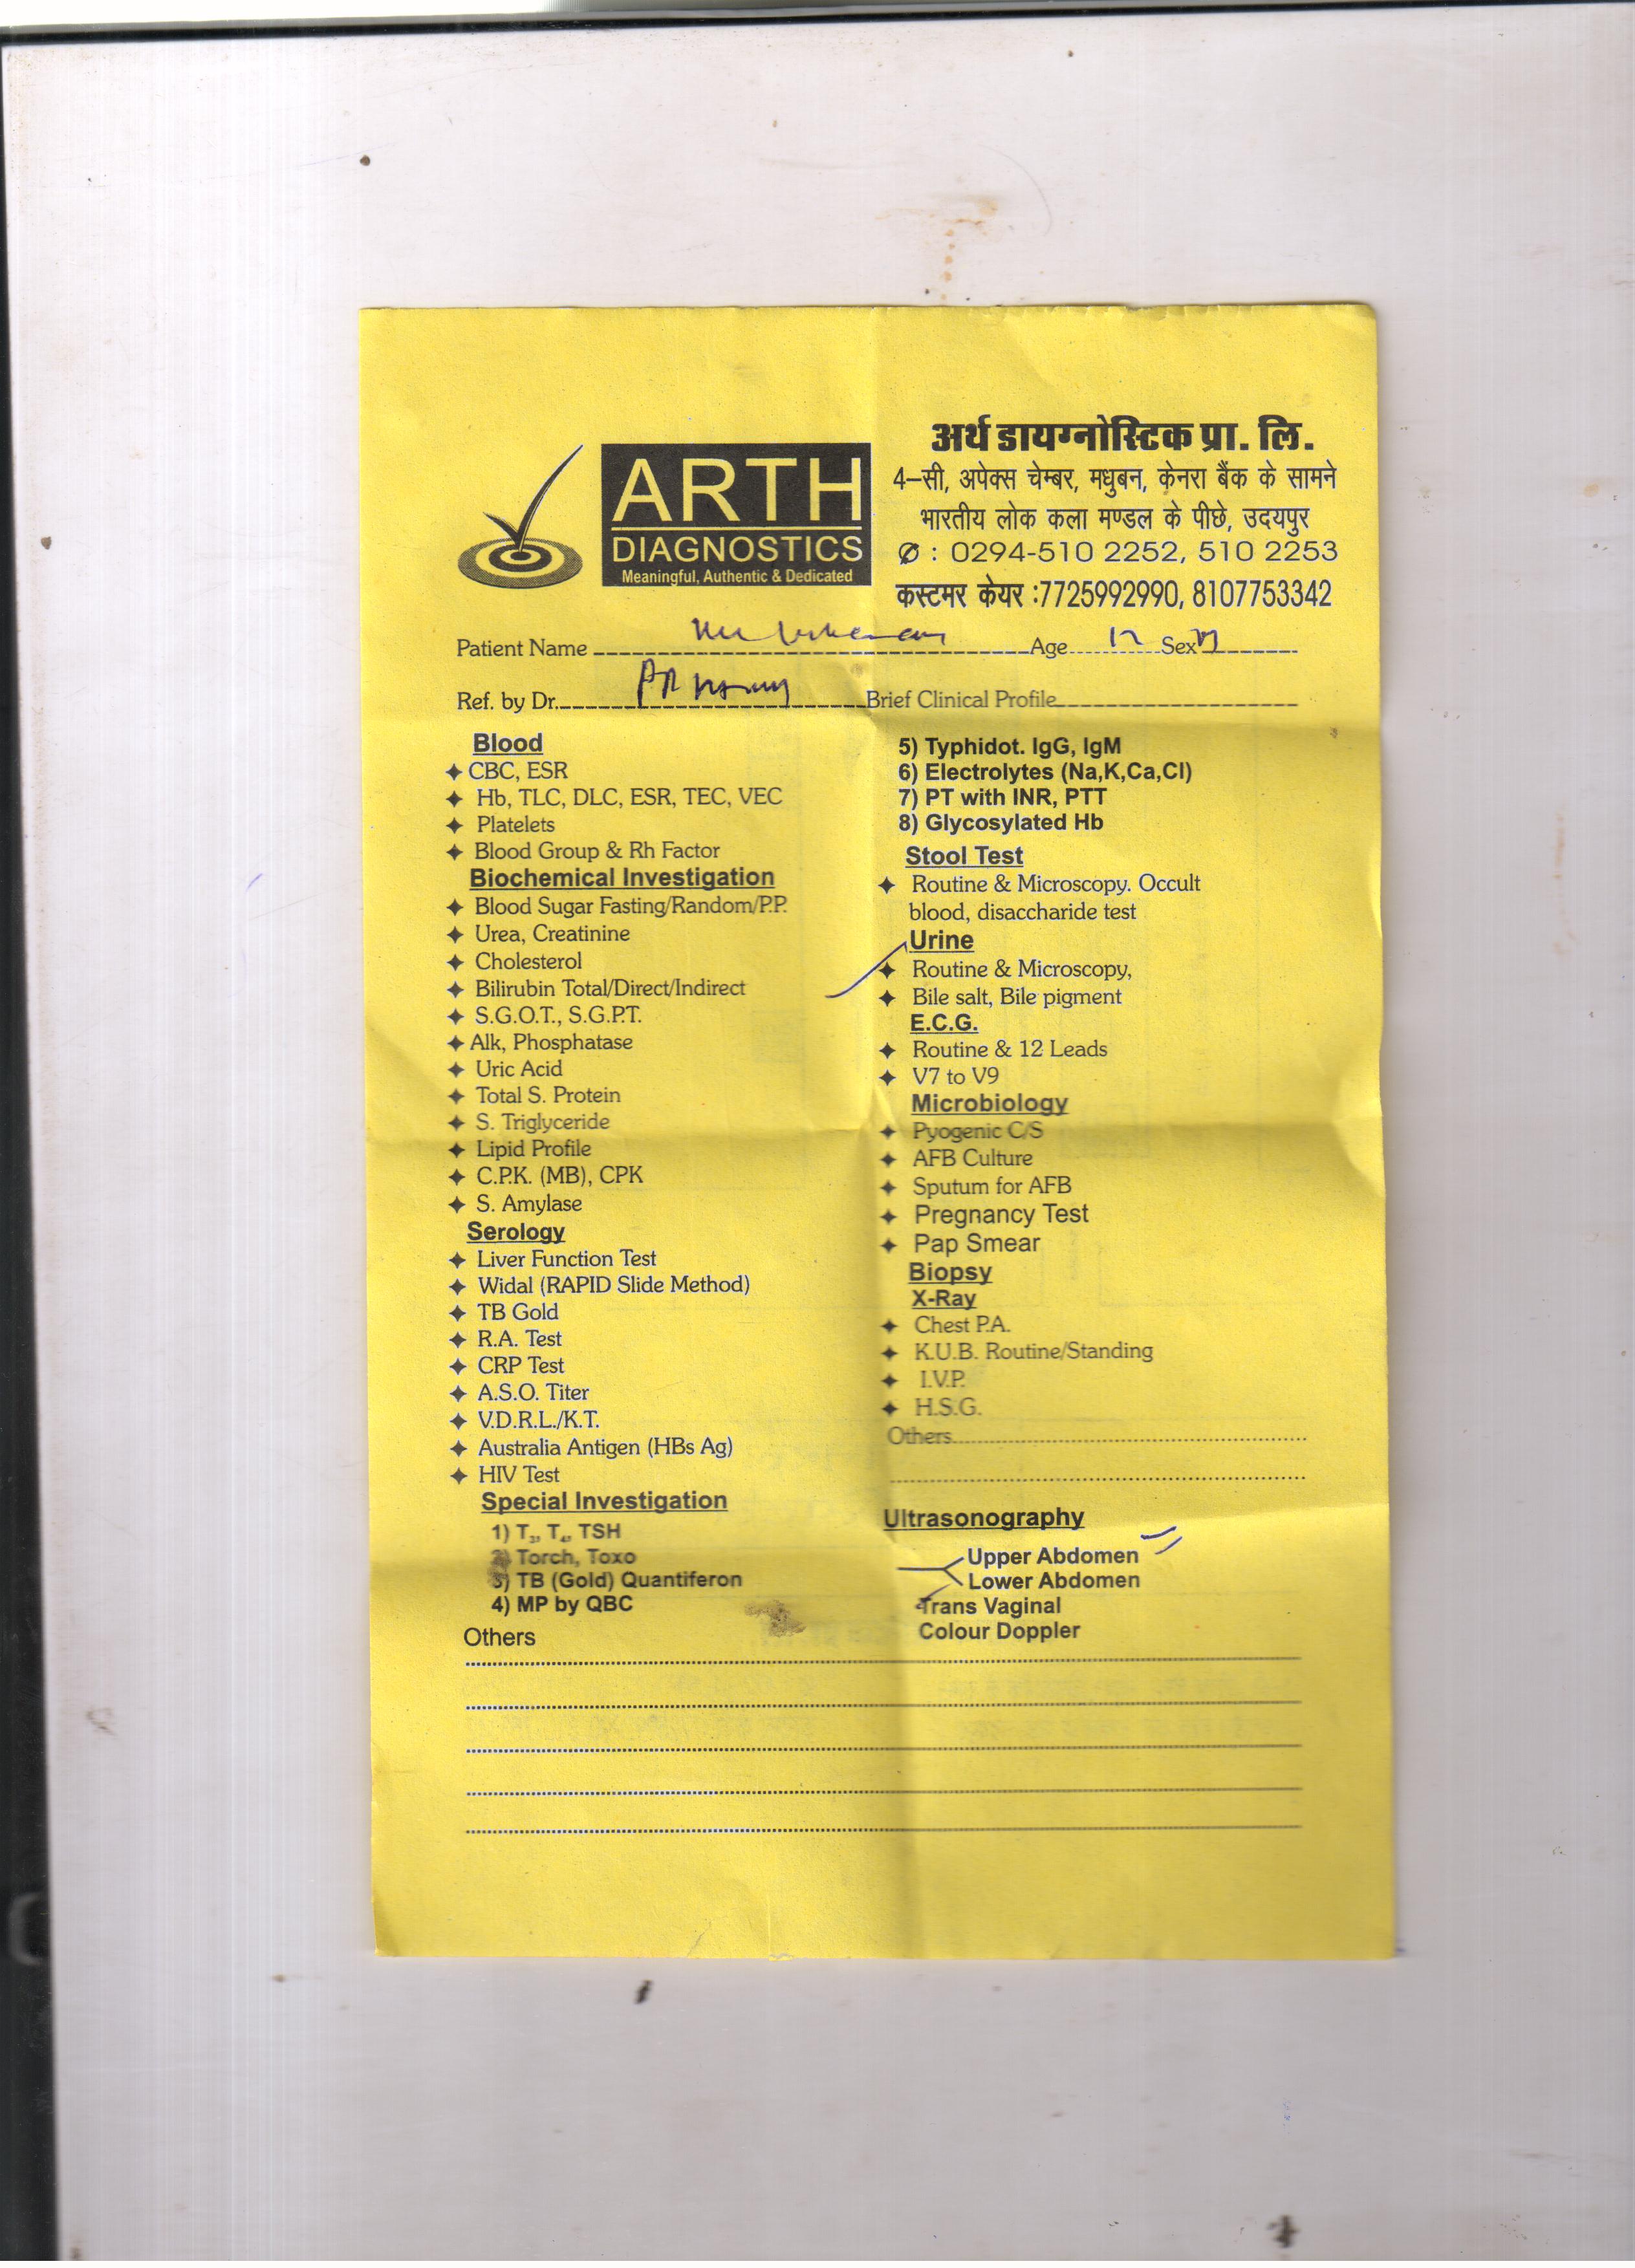 अर्थ डायग्नोस्टिक प्रा. लि.
4–सी, अपेक्स चेम्बर, मधुबन, केनरा बैंक के सामने
भारतीय लोक कला मण्डल के पीछे, उदयपुर
✆ : 0294-510 2252, 510 2253
कस्टमर केयर :7725992990, 8107753342
ARTH
DIAGNOSTICS
Meaningful, Authentic & Dedicated
Patient Name Age 12 Sex M
Ref. by Dr. Brief Clinical Profile
Blood
CBC, ESR
Hb, TLC, DLC, ESR, TEC, VEC
Platelets
Blood Group & Rh Factor
Biochemical Investigation
Blood Sugar Fasting/Random/P.P.
Urea, Creatinine
Cholesterol
Bilirubin Total/Direct/Indirect
S.G.O.T., S.G.P.T.
Alk, Phosphatase
Uric Acid
Total S. Protein
S. Triglyceride
Lipid Profile
C.P.K. (MB), CPK
S. Amylase
Serology
Liver Function Test
Widal (RAPID Slide Method)
TB Gold
R.A. Test
CRP Test
A.S.O. Titer
V.D.R.L./K.T.
Australia Antigen (HBs Ag)
HIV Test
Special Investigation
1) T3, T4, TSH
2) Torch, Toxo
3) TB (Gold) Quantiferon
4) MP by QBC
Others
5) Typhidot. IgG, IgM
6) Electrolytes (Na,K,Ca,Cl)
7) PT with INR, PTT
8) Glycosylated Hb
Stool Test
Routine & Microscopy. Occult
blood, disaccharide test
Urine
Routine & Microscopy,
Bile salt, Bile pigment
E.C.G.
Routine & 12 Leads
V7 to V9
Microbiology
Pyogenic C/S
AFB Culture
Sputum for AFB
Pregnancy Test
Pap Smear
Biopsy
X-Ray
Chest P.A.
K.U.B. Routine/Standing
I.V.P.
H.S.G.
Others
Ultrasonography
Upper Abdomen
Lower Abdomen
Trans Vaginal
Colour Doppler